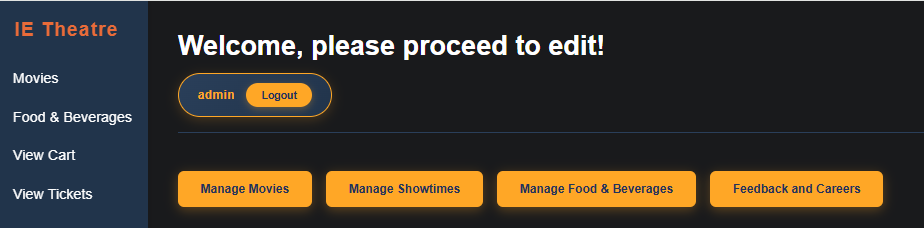 IE Theatre
Movies
Food & Beverages
View Cart
View Tickets
Welcome, please proceed to edit!
admin Logout
Manage Movies Manage Showtimes Manage Food & Beverages Feedback and Careers